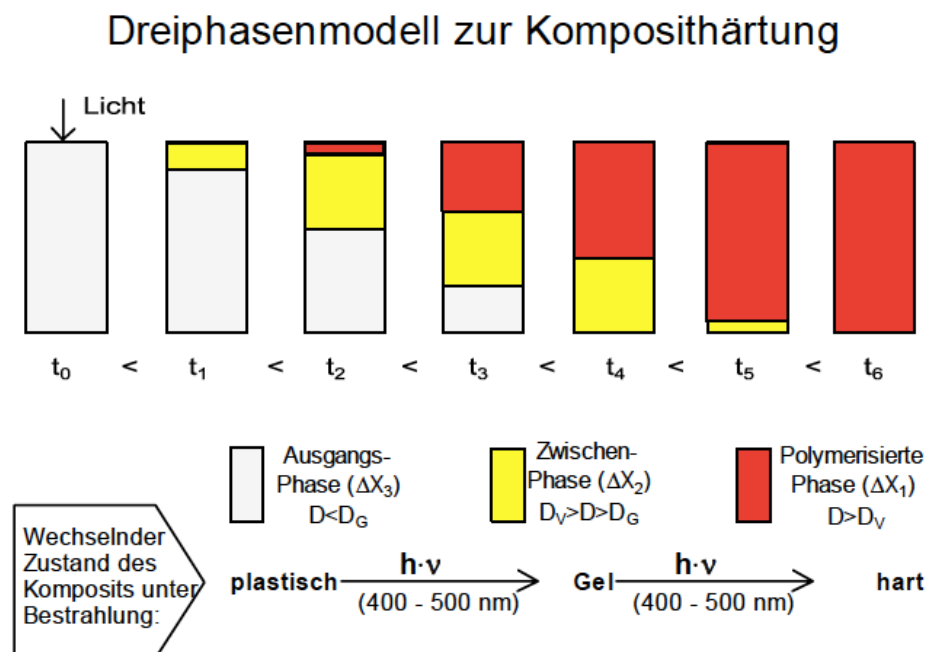 Dreiphasenmodell zur Komposithärtung
Licht
t0 < t1 < t2 < t3 < t4 < t5 < t6
Ausgangs-
Phase (ΔX3)
D<DG
Zwischen-
Phase (ΔX2)
DV>D>DG
Polymerisierte
Phase (ΔX1)
D>DV
Wechselnder
Zustand des
Komposits unter
Bestrahlung:
plastisch h·ν Gel h·ν hart
(400 - 500 nm) (400 - 500 nm)